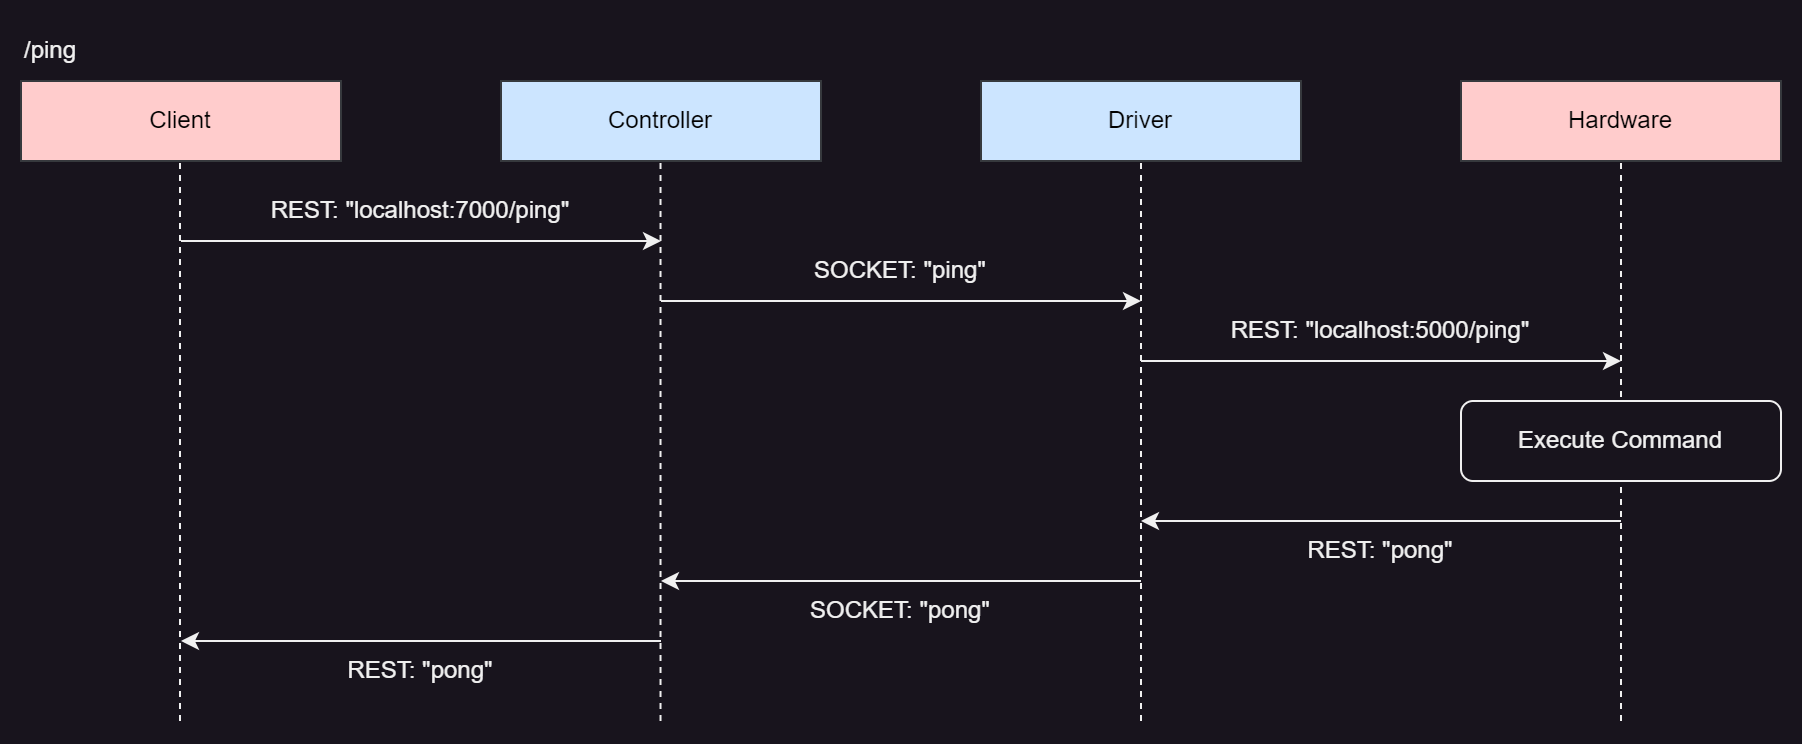 /ping
Client
Controller
Driver
Hardware
REST: "localhost:7000/ping"
SOCKET: "ping"
REST: "localhost:5000/ping"
Execute Command
REST: "pong"
SOCKET: "pong"
REST: "pong"